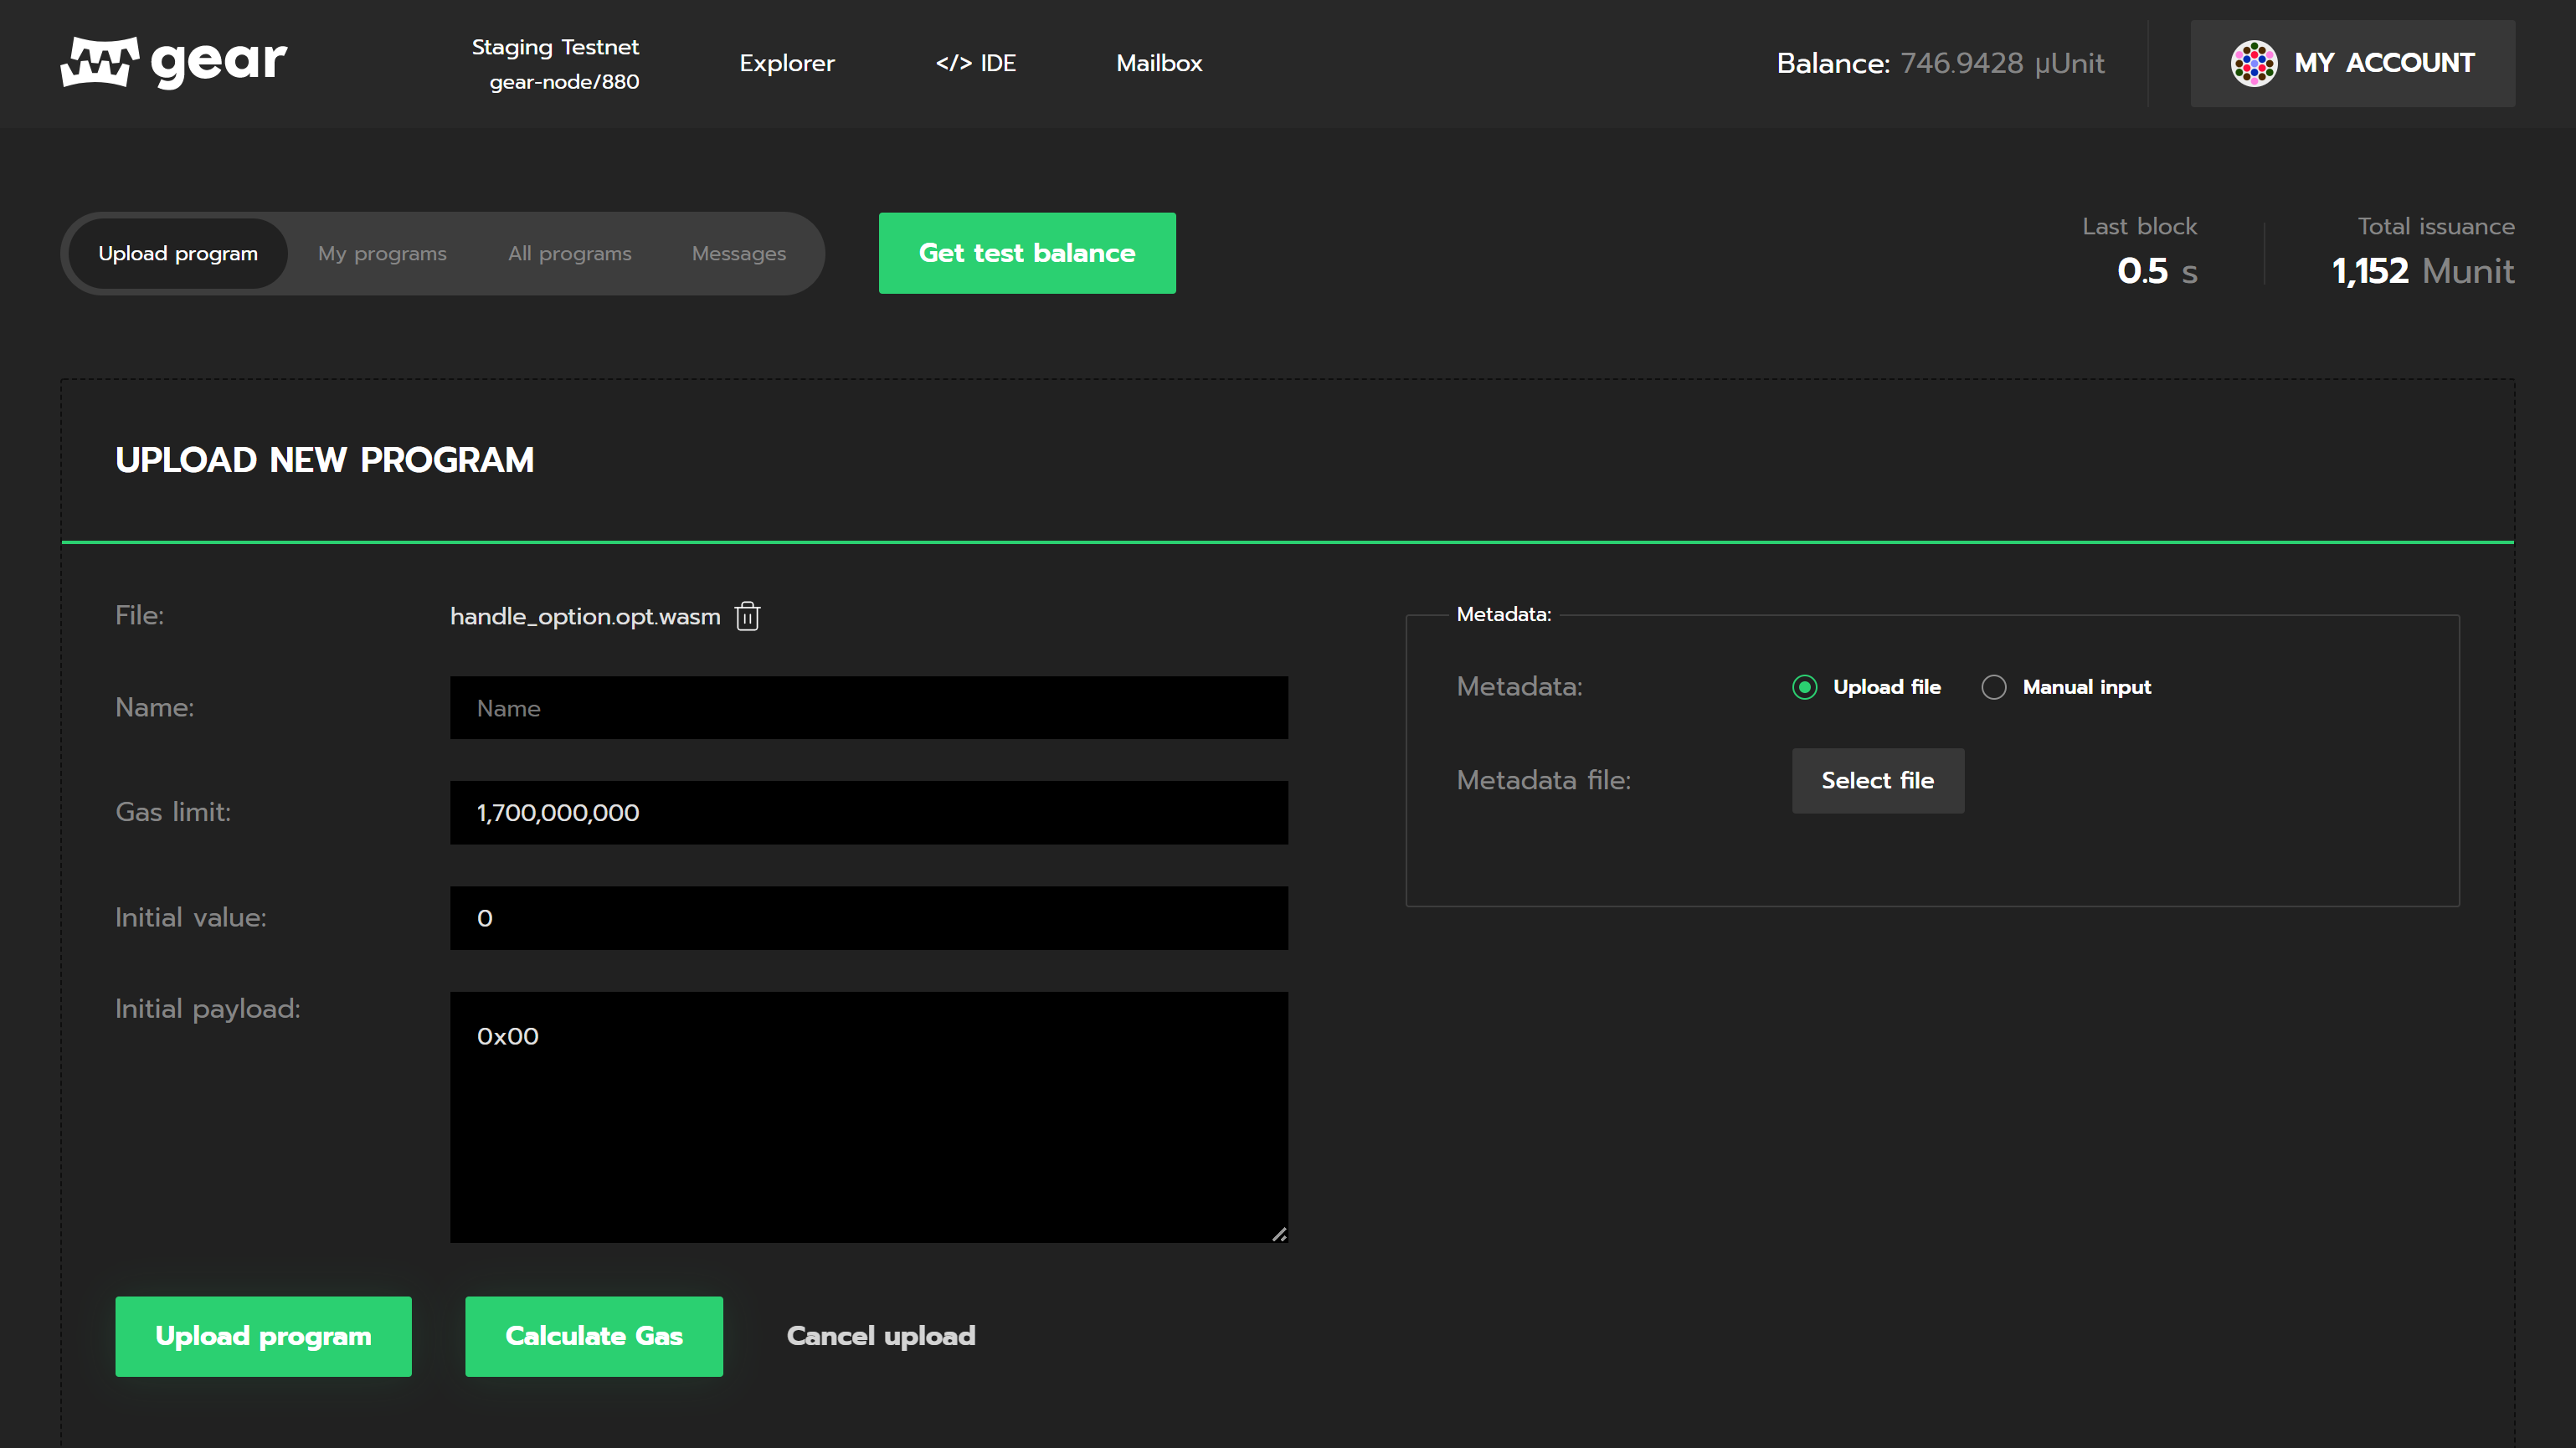 gear
Staging Testnet
gear-node/880
Explorer
</> IDE
Mailbox
Balance: 746.9428 μUnit
MY ACCOUNT
Upload program
My programs
All programs
Messages
Get test balance
Last block
0.5 s
Total issuance
1,152 Munit
UPLOAD NEW PROGRAM
File:
handle_option.opt.wasm
Name:
Name
Gas limit:
1,700,000,000
Initial value:
0
Initial payload:
0x00
Metadata:
Metadata:
Upload file
Manual input
Metadata file:
Select file
Upload program
Calculate Gas
Cancel upload